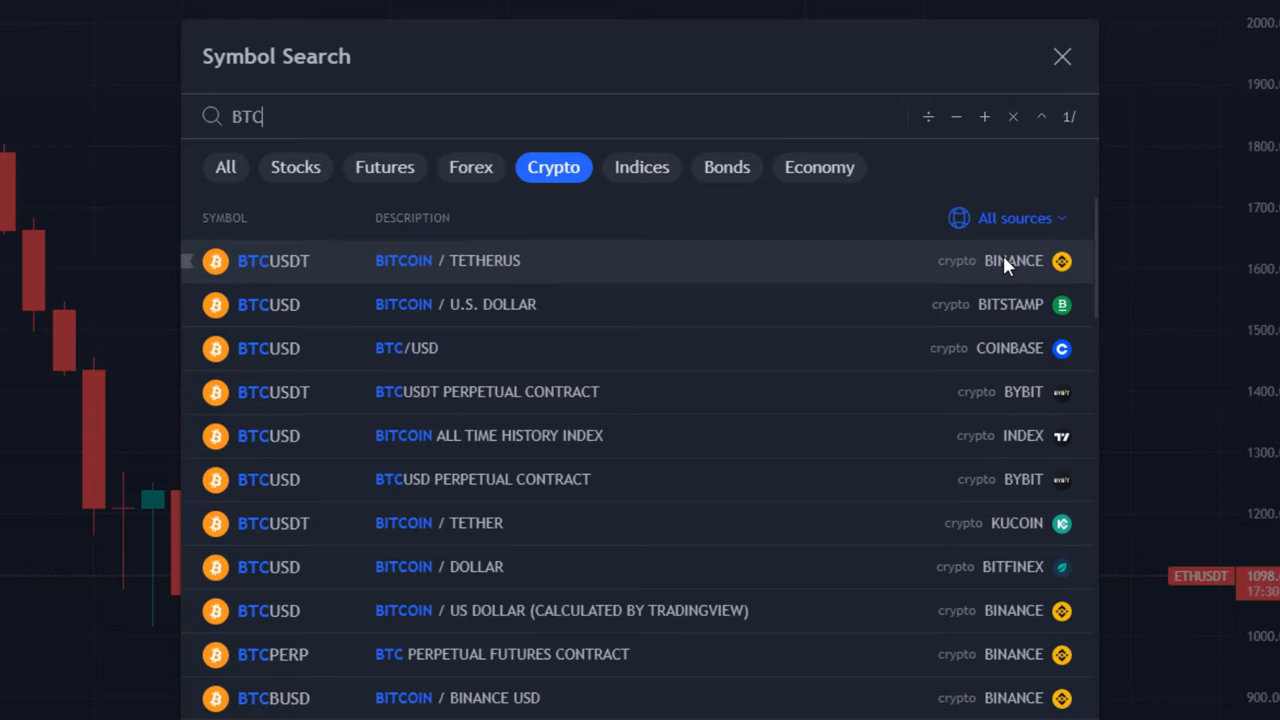 Symbol Search
BTC ÷ − + × ^ 1/
All Stocks Futures Forex Crypto Indices Bonds Economy
SYMBOL DESCRIPTION All sources
BTCUSDT BITCOIN / TETHERUS crypto BINANCE
BTCUSD BITCOIN / U.S. DOLLAR crypto BITSTAMP
BTCUSD BTC/USD crypto COINBASE
BTCUSDT BTCUSDT PERPETUAL CONTRACT crypto BYBIT
BTCUSD BITCOIN ALL TIME HISTORY INDEX crypto INDEX
BTCUSD BTCUSD PERPETUAL CONTRACT crypto BYBIT
BTCUSDT BITCOIN / TETHER crypto KUCOIN
BTCUSD BITCOIN / DOLLAR crypto BITFINEX
BTCUSD BITCOIN / US DOLLAR (CALCULATED BY TRADINGVIEW) crypto BINANCE
BTCPERP BTC PERPETUAL FUTURES CONTRACT crypto BINANCE
BTCBUSD BITCOIN / BINANCE USD crypto BINANCE
2000.
1900.
1800.
1700.
1600.
1500.
1400.
1300.
1200.
ETHUSDT 1098.
17:30
1000.
900.